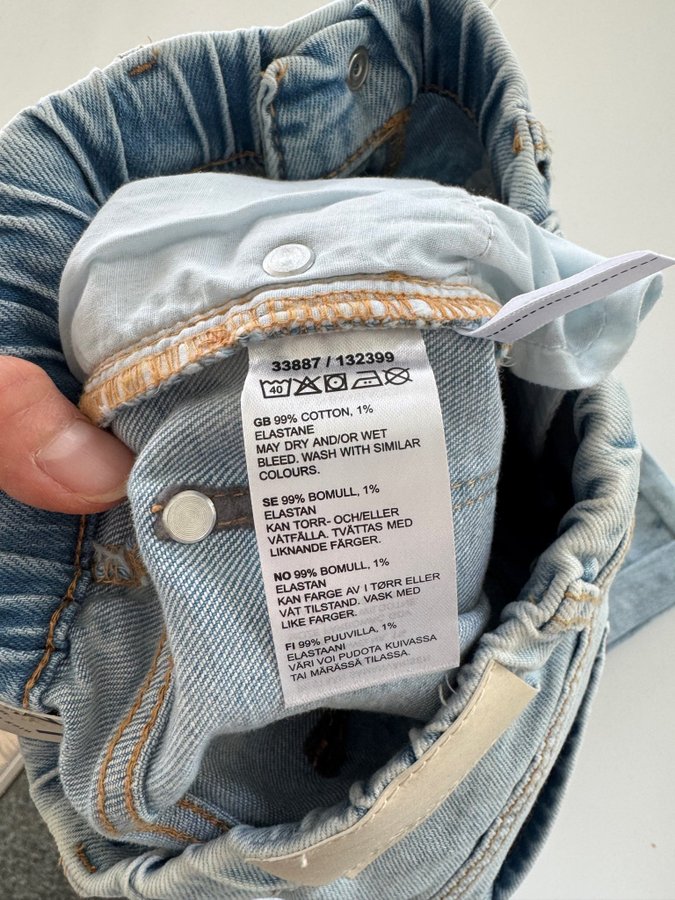 33887 / 132399
40
GB 99% COTTON, 1%
ELASTANE
MAY DRY AND/OR WET
BLEED. WASH WITH SIMILAR
COLOURS.
SE 99% BOMULL, 1%
ELASTAN
KAN TORR- OCH/ELLER
VÅTFÄLLA. TVÄTTAS MED
LIKNANDE FÄRGER.
NO 99% BOMULL, 1%
ELASTAN
KAN FARGE AV I TØRR ELLER
VÅT TILSTAND. VASK MED
LIKE FARGER.
FI 99% PUUVILLA, 1%
ELASTAANI
VÄRI VOI PUDOTA KUIVASSA
TAI MÄRÄSSÄ TILASSA.